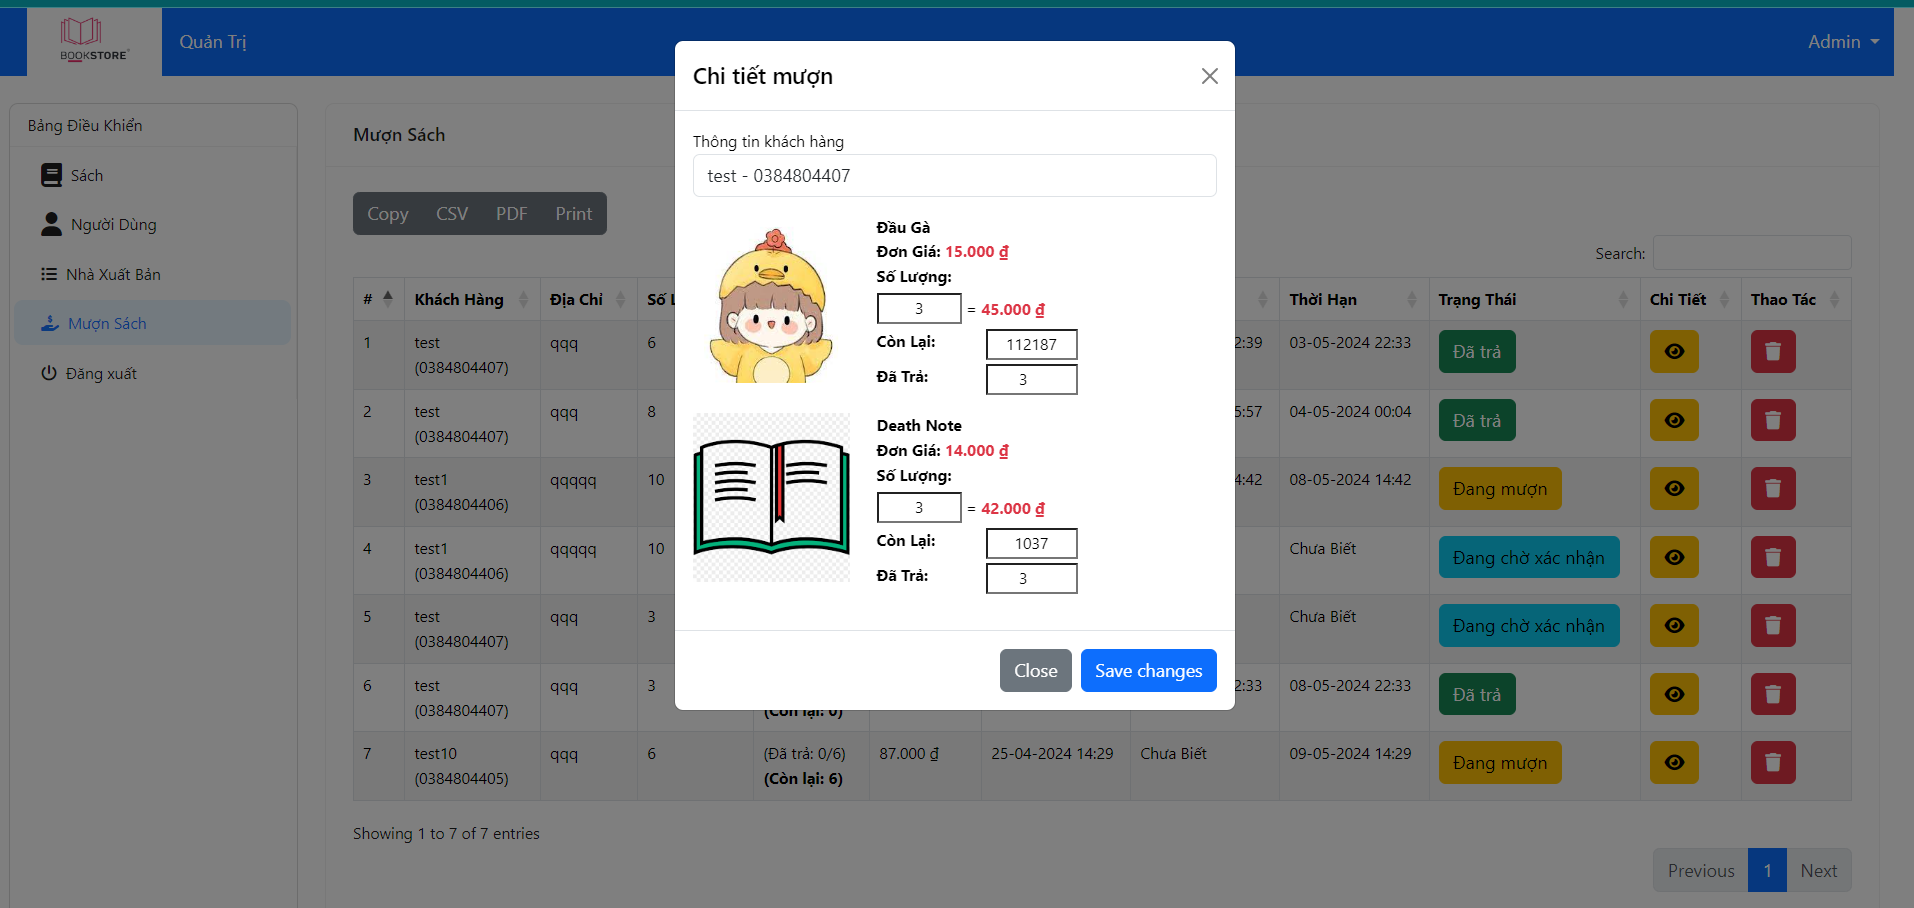 BOOKSTORE
Quản Trị
Admin
Bảng Điều Khiển
Sách
Người Dùng
Nhà Xuất Bản
Mượn Sách
Đăng xuất
Mượn Sách
Copy CSV PDF Print
Search:
# Khách Hàng Địa Chỉ Số L Thời Hạn Trạng Thái Chi Tiết Thao Tác
1 test qqq 6 2:39 03-05-2024 22:33 Đã trả
(0384804407)
2 test qqq 8 5:57 04-05-2024 00:04 Đã trả
(0384804407)
3 test1 qqqqq 10 4:42 08-05-2024 14:42 Đang mượn
(0384804406)
4 test1 qqqqq 10 Chưa Biết Đang chờ xác nhận
(0384804406)
5 test qqq 3 Chưa Biết Đang chờ xác nhận
(0384804407)
6 test qqq 3 2:33 08-05-2024 22:33 Đã trả
(0384804407) (Còn lại: 0)
7 test10 qqq 6 (Đã trả: 0/6) 87.000 ₫ 25-04-2024 14:29 Chưa Biết 09-05-2024 14:29 Đang mượn
(0384804405) (Còn lại: 6)
Showing 1 to 7 of 7 entries
Previous 1 Next
Chi tiết mượn
Thông tin khách hàng
test - 0384804407
Đầu Gà
Đơn Giá: 15.000 ₫
Số Lượng:
3 = 45.000 ₫
Còn Lại: 112187
Đã Trả: 3
Death Note
Đơn Giá: 14.000 ₫
Số Lượng:
3 = 42.000 ₫
Còn Lại: 1037
Đã Trả: 3
Close Save changes